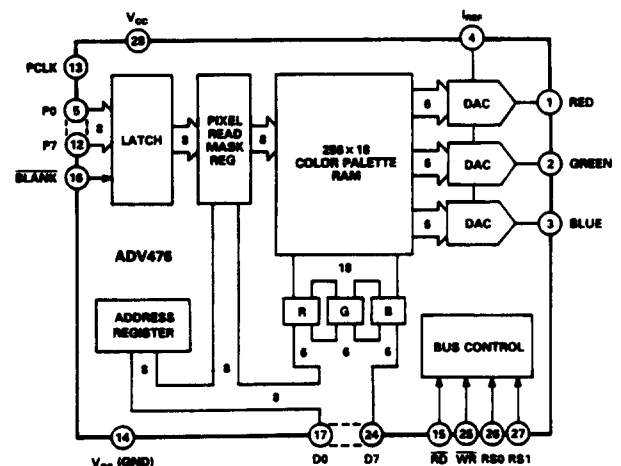 VCC
28
IREF
4
PCLK 13
P0 5
8
P7 12
BLANK 16
LATCH
8
PIXEL
READ
MASK
REG
8
256 x 18
COLOR PALETTE
RAM
6
DAC
1 RED
6
DAC
2 GREEN
6
DAC
3 BLUE
ADV476
18
R
G
B
6
6
6
ADDRESS
REGISTER
8
8
8
BUS CONTROL
14
17
24
15
25
26
27
(GND)
D0
D7
RD
WR
RS0
RS1